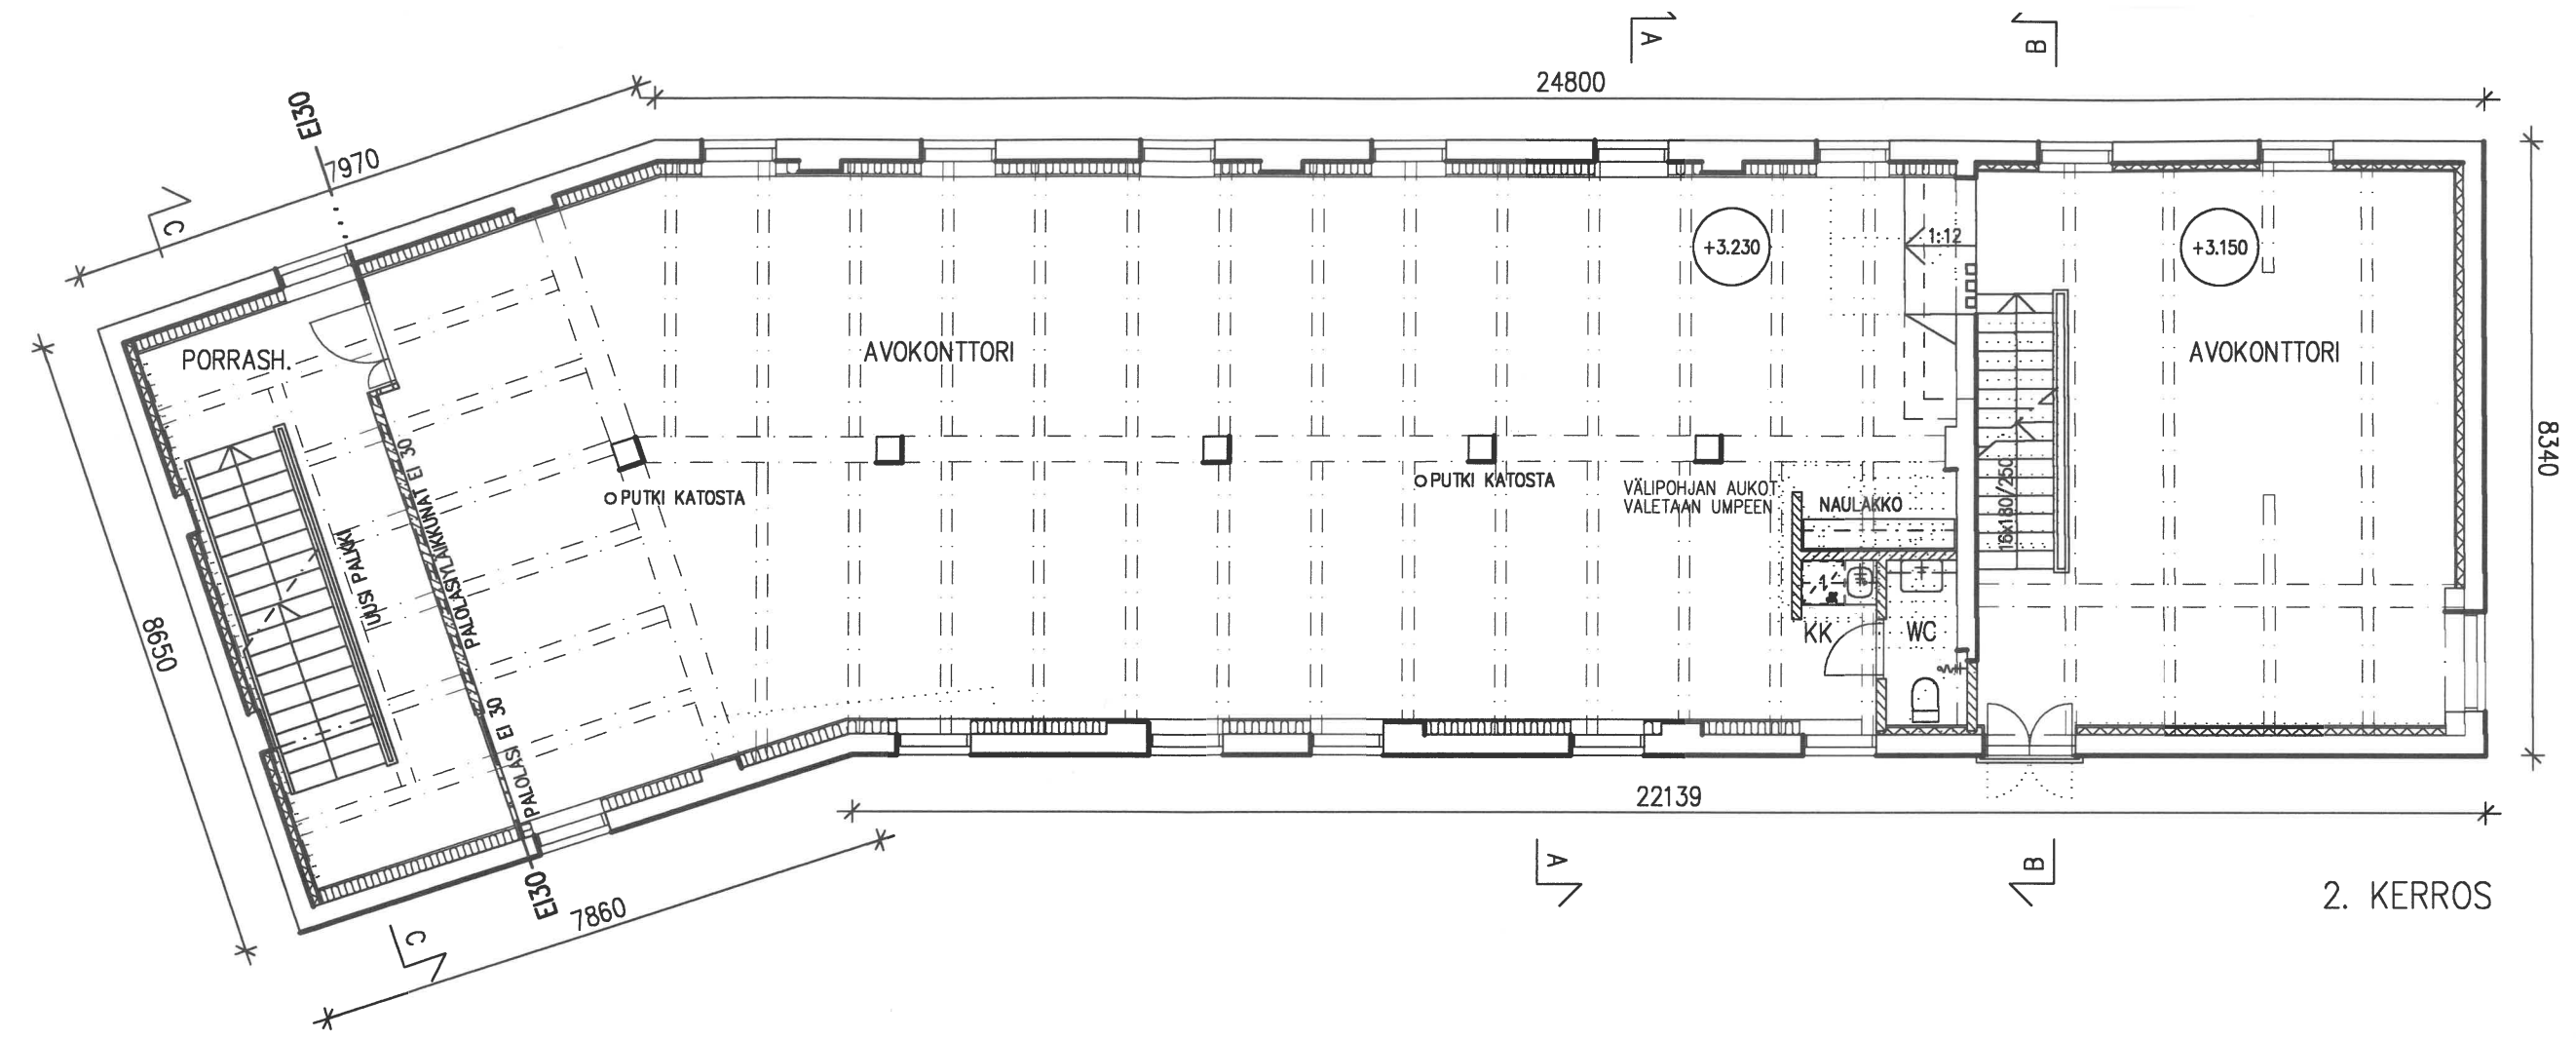 A
B
24800
EI30
7970
C
+3.230
1:12
+3.150
PORRASH.
AVOKONTTORI
AVOKONTTORI
8340
PUTKI KATOSTA
PUTKI KATOSTA
VÄLIPOHJAN AUKOT
VALETAAN UMPEEN
NAULAKKO
16x180/250
PALOLASIYLÄIKKUNAT EI 30
UUSI PALKKI
8650
KK
WC
PALOLASI EI 30
22139
EI30
7860
C
A
B
2. KERROS